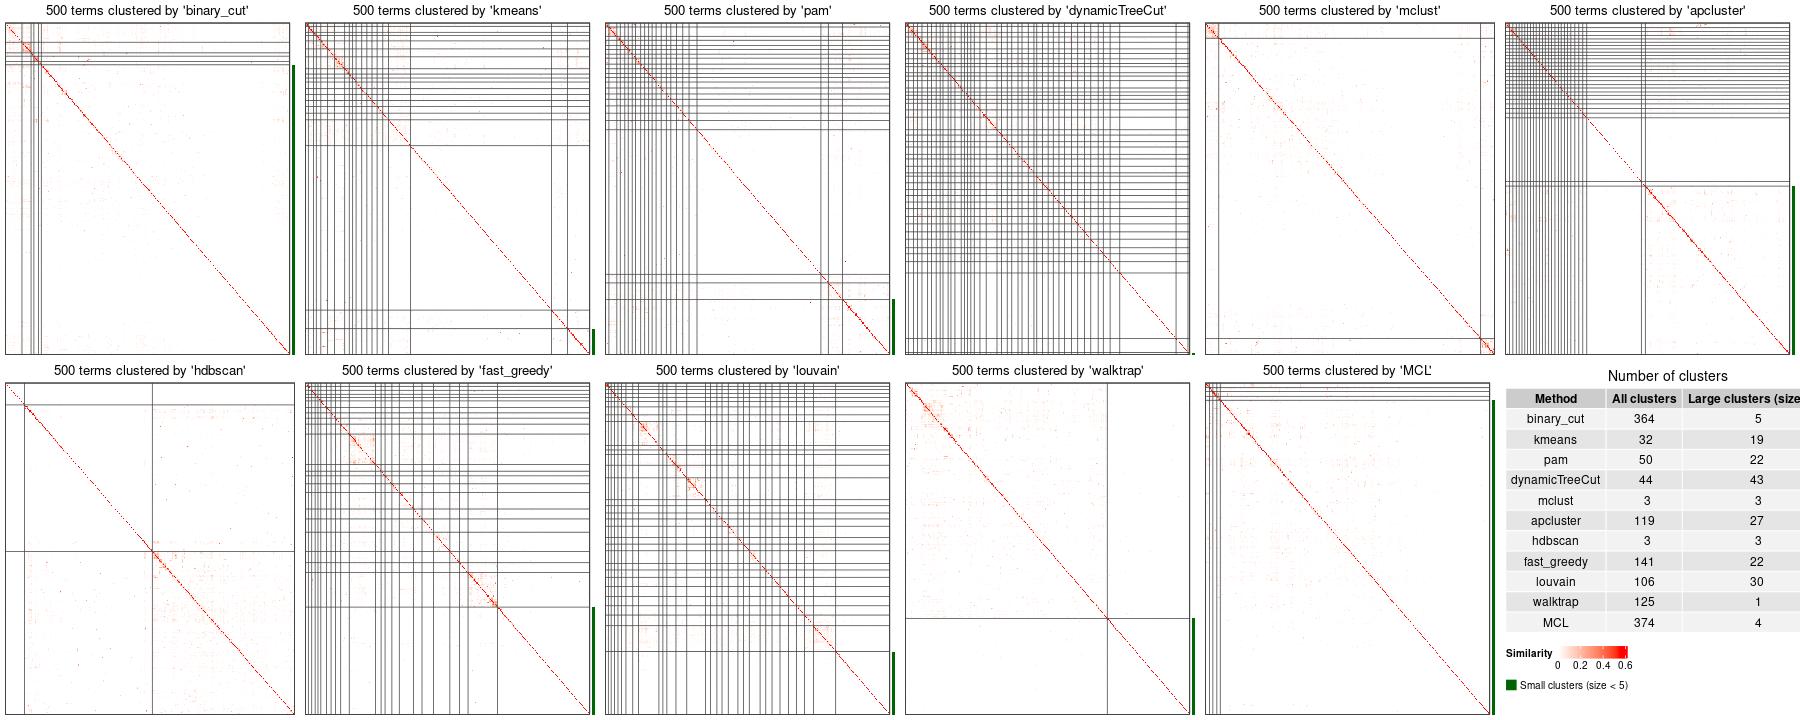 500 terms clustered by 'binary_cut'
500 terms clustered by 'kmeans'
500 terms clustered by 'pam'
500 terms clustered by 'dynamicTreeCut'
500 terms clustered by 'mclust'
500 terms clustered by 'apcluster'
500 terms clustered by 'hdbscan'
500 terms clustered by 'fast_greedy'
500 terms clustered by 'louvain'
500 terms clustered by 'walktrap'
500 terms clustered by 'MCL'
Number of clusters
Method All clusters Large clusters (size
binary_cut 364 5
kmeans 32 19
pam 50 22
dynamicTreeCut 44 43
mclust 3 3
apcluster 119 27
hdbscan 3 3
fast_greedy 141 22
louvain 106 30
walktrap 125 1
MCL 374 4
Similarity
0 0.2 0.4 0.6
Small clusters (size < 5)